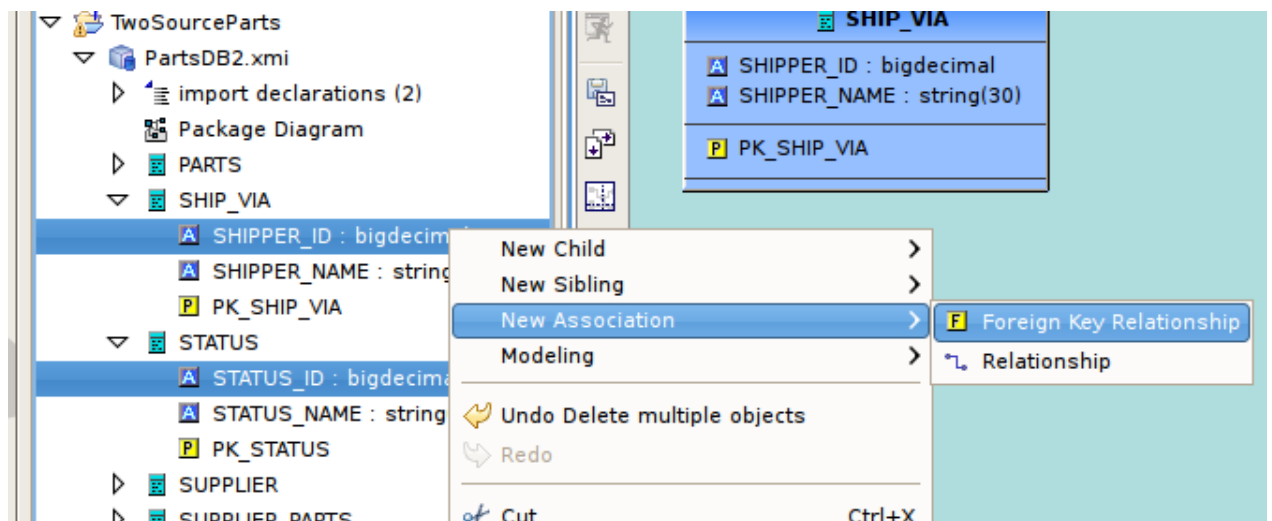 TwoSourceParts
PartsDB2.xmi
import declarations (2)
Package Diagram
PARTS
SHIP_VIA
SHIPPER_ID : bigdecim
SHIPPER_NAME : string
PK_SHIP_VIA
STATUS
STATUS_ID : bigdecima
STATUS_NAME : string
PK_STATUS
SUPPLIER
SUPPLIER_PARTS
SHIP_VIA
SHIPPER_ID : bigdecimal
SHIPPER_NAME : string(30)
PK_SHIP_VIA
New Child
New Sibling
New Association
Modeling
Undo Delete multiple objects
Redo
Cut Ctrl+X
Foreign Key Relationship
Relationship